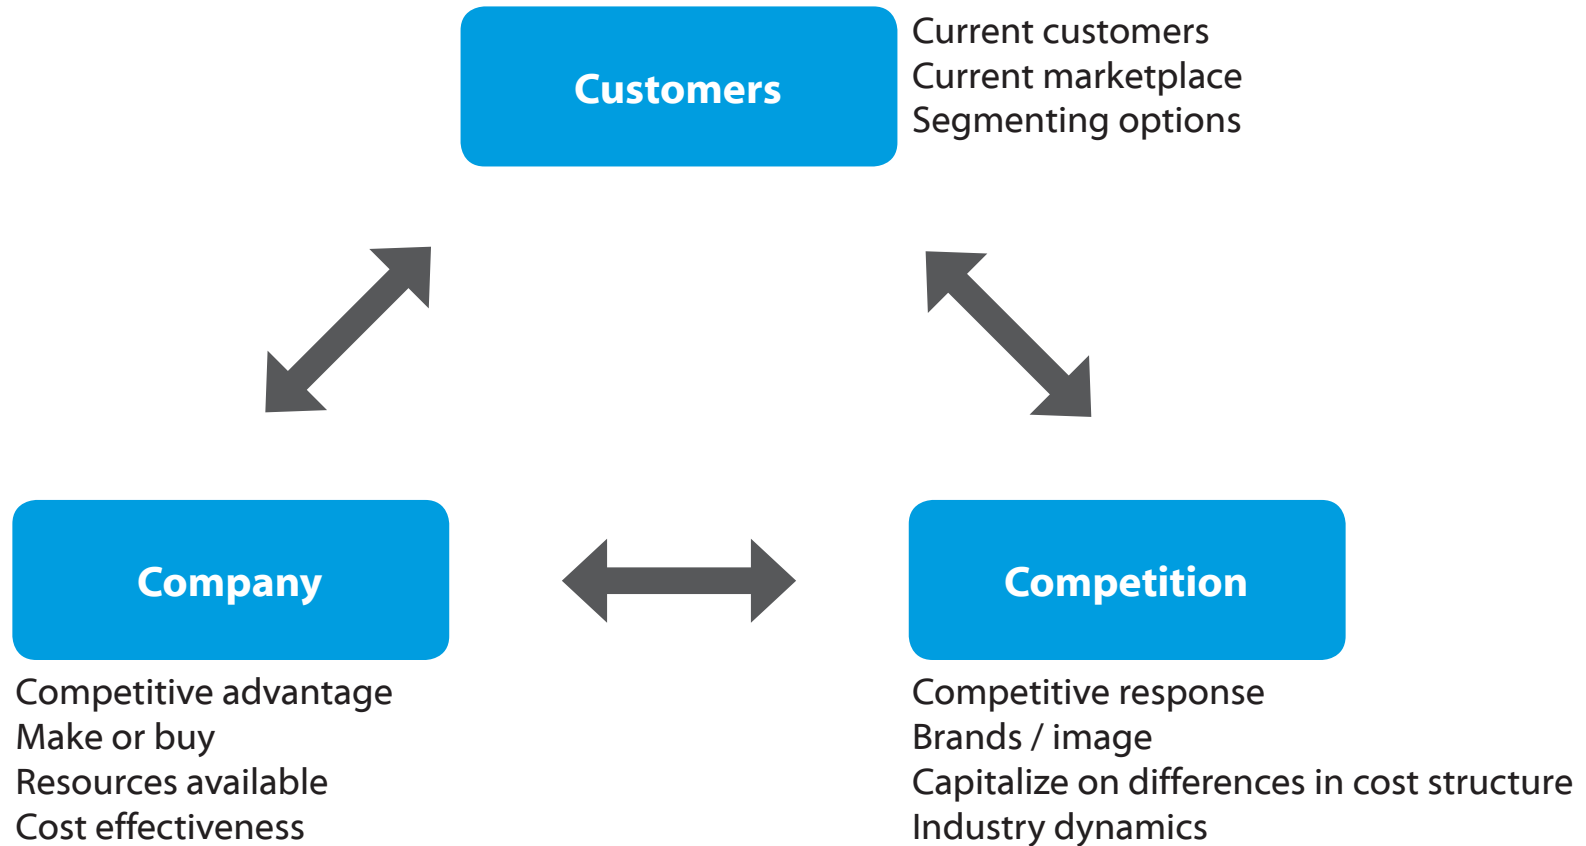 Customers
Current customers
Current marketplace
Segmenting options
Company
Competitive advantage
Make or buy
Resources available
Cost effectiveness
Competition
Competitive response
Brands / image
Capitalize on differences in cost structure
Industry dynamics